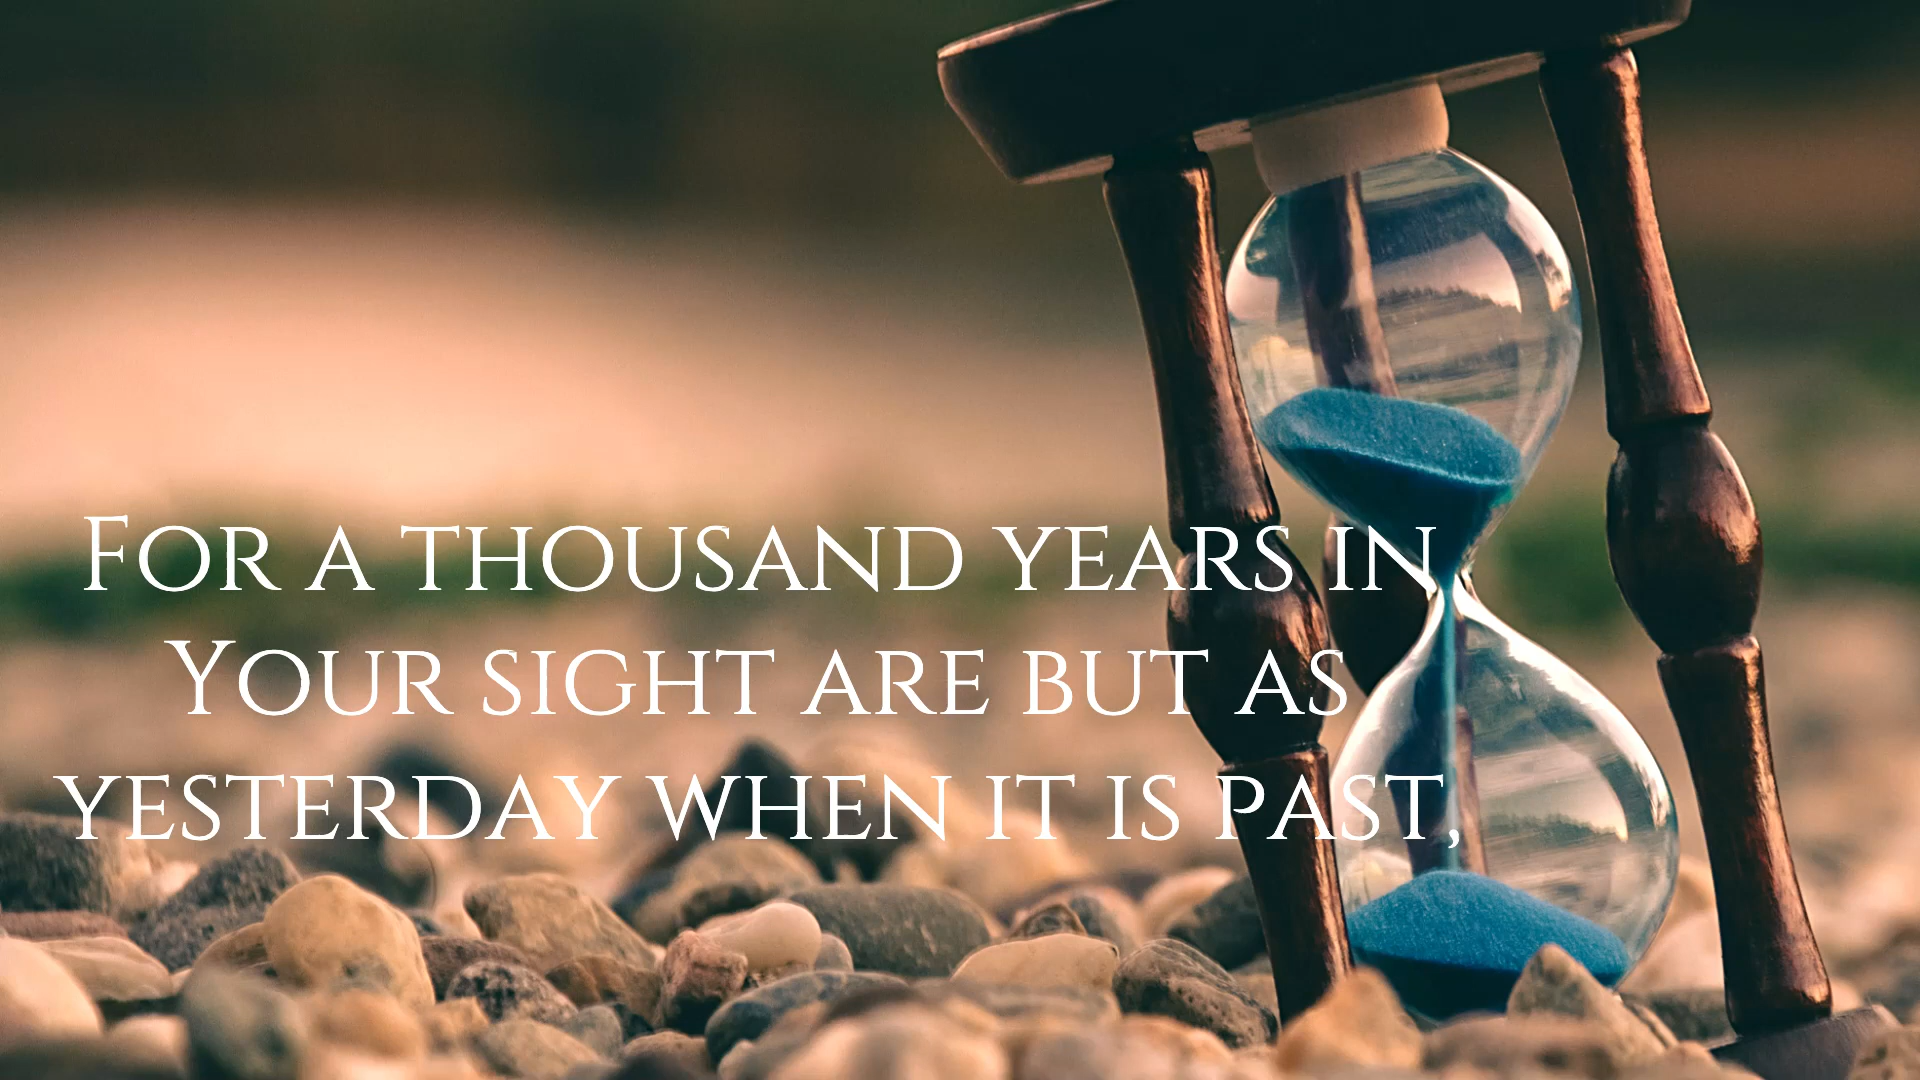 For a thousand years in
Your sight are but as
yesterday when it is past,